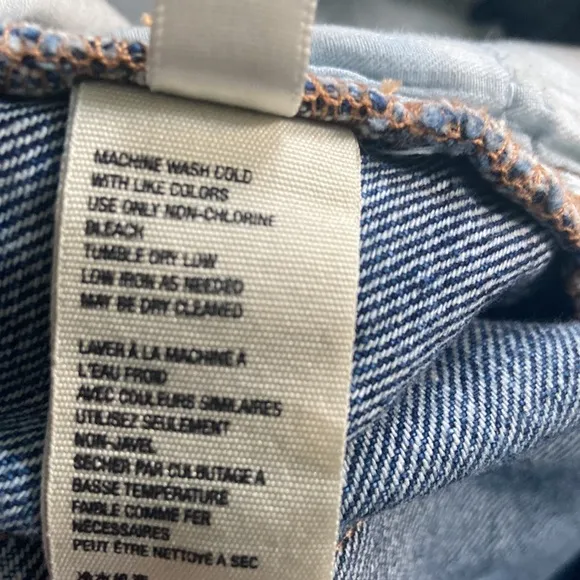 MACHINE WASH COLD
WITH LIKE COLORS
USE ONLY NON-CHLORINE
BLEACH
TUMBLE DRY LOW
LOW IRON AS NEEDED
MAY BE DRY CLEANED
LAVER À LA MACHINE A
L'EAU FROID
AVEC COULEURS SIMILAIRES
UTILISEZ SEULEMENT
NON-JAVEL
SECHER PAR CULBUTAGE A
BASSE TEMPERATURE
FAIBLE COMME FER
NECESSAIRES
PEUT ÊTRE NETTOYÉ A SEC